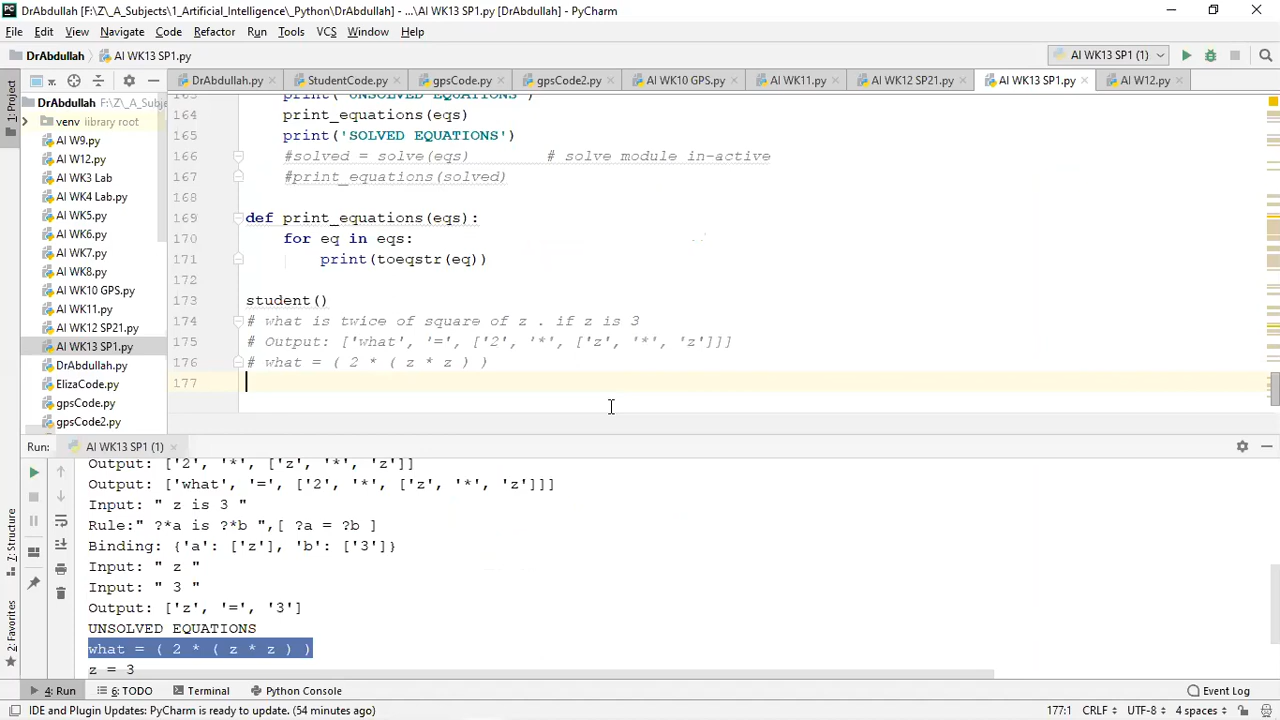 DrAbdullah [F:\Z\_A_Subjects\1_Artificial_Intelligence\_Python\DrAbdullah] - ...\AI WK13 SP1.py [DrAbdullah] - PyCharm
File Edit View Navigate Code Refactor Run Tools VCS Window Help
DrAbdullah AI WK13 SP1.py AI WK13 SP1 (1)
DrAbdullah.py StudentCode.py gpsCode.py gpsCode2.py AI WK10 GPS.py AI WK11.py AI WK12 SP21.py AI WK13 SP1.py AI W12.py
1: Project
DrAbdullah F:\Z\_A_Subje
venv library root
AI W9.py
AI W12.py
AI WK3 Lab
AI WK4 Lab.py
AI WK5.py
AI WK6.py
AI WK7.py
AI WK8.py
AI WK10 GPS.py
AI WK11.py
AI WK12 SP21.py
AI WK13 SP1.py
DrAbdullah.py
ElizaCode.py
gpsCode.py
gpsCode2.py
163 print('UNSOLVED EQUATIONS')
164 print_equations(eqs)
165 print('SOLVED EQUATIONS')
166 #solved = solve(eqs) # solve module in-active
167 #print_equations(solved)
168
169 def print_equations(eqs):
170 for eq in eqs:
171 print(toeqstr(eq))
172
173 student()
174 # what is twice of square of z . if z is 3
175 # Output: ['what', '=', ['2', '*', ['z', '*', 'z']]]
176 # what = ( 2 * ( z * z ) )
177
Run: AI WK13 SP1 (1)
Output: ['2', '*', ['z', '*', 'z']]
Output: ['what', '=', ['2', '*', ['z', '*', 'z']]]
Input: " z is 3 "
Rule:" ?*a is ?*b ",[ ?a = ?b ]
Binding: {'a': ['z'], 'b': ['3']}
Input: " z "
Input: " 3 "
Output: ['z', '=', '3']
UNSOLVED EQUATIONS
what = ( 2 * ( z * z ) )
z = 3
Z: Structure
2: Favorites
4: Run 6: TODO Terminal Python Console Event Log
IDE and Plugin Updates: PyCharm is ready to update. (54 minutes ago) 177:1 CRLF UTF-8 4 spaces